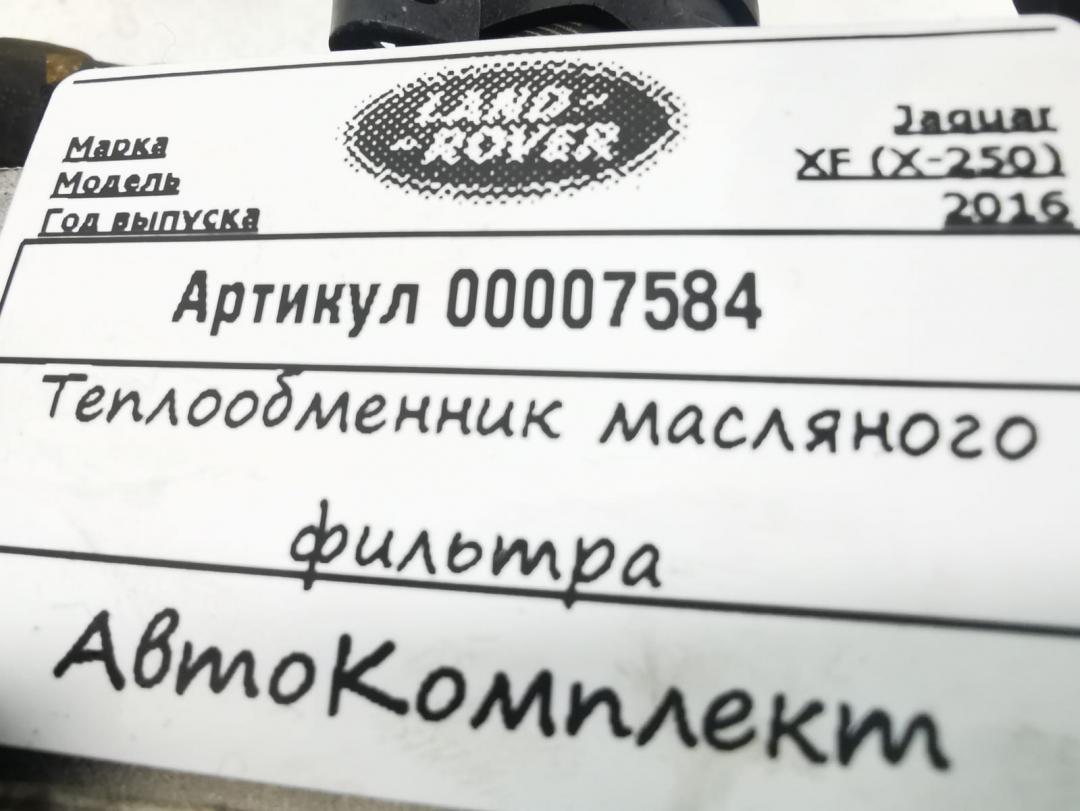 LAND-
-ROVER
Марка Jaguar
Модель XF (X-250)
Год выпуска 2016
Артикул 00007584
Теплообменник масляного
фильтра
АвтоКомплект